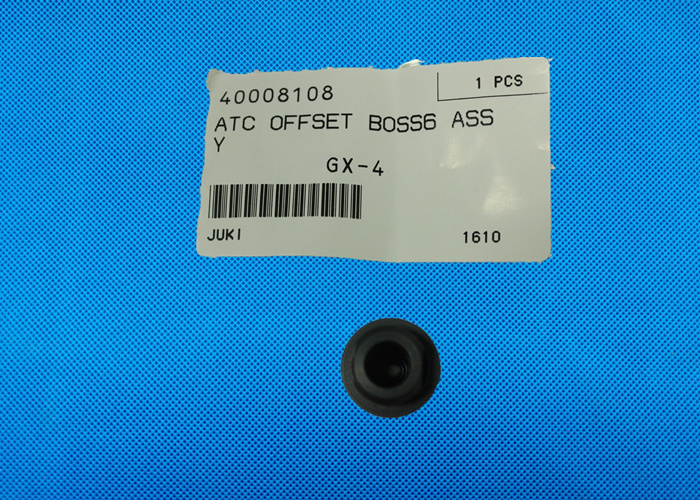 40008108
1 PCS
ATC OFFSET BOSS6 ASS
Y
GX-4
JUKI
1610